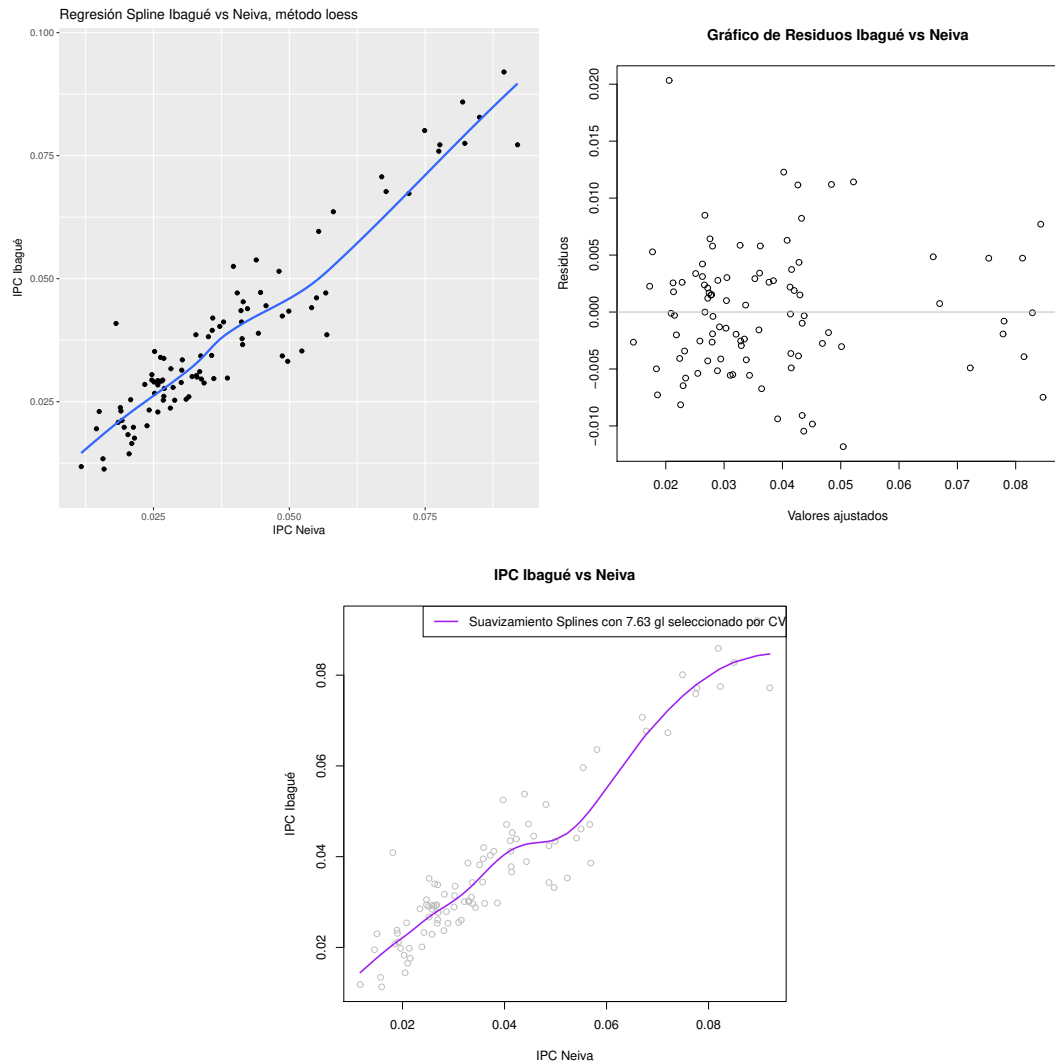 Regresión Spline Ibagué vs Neiva, método loess
IPC Ibagué
0.100
0.075
0.050
0.025
0.025
0.050
0.075
IPC Neiva
Gráfico de Residuos Ibagué vs Neiva
Residuos
0.020
0.015
0.010
0.005
0.000
−0.005
−0.010
0.02
0.03
0.04
0.05
0.06
0.07
0.08
Valores ajustados
IPC Ibagué vs Neiva
Suavizamiento Splines con 7.63 gl seleccionado por CV
IPC Ibagué
0.08
0.06
0.04
0.02
0.02
0.04
0.06
0.08
IPC Neiva